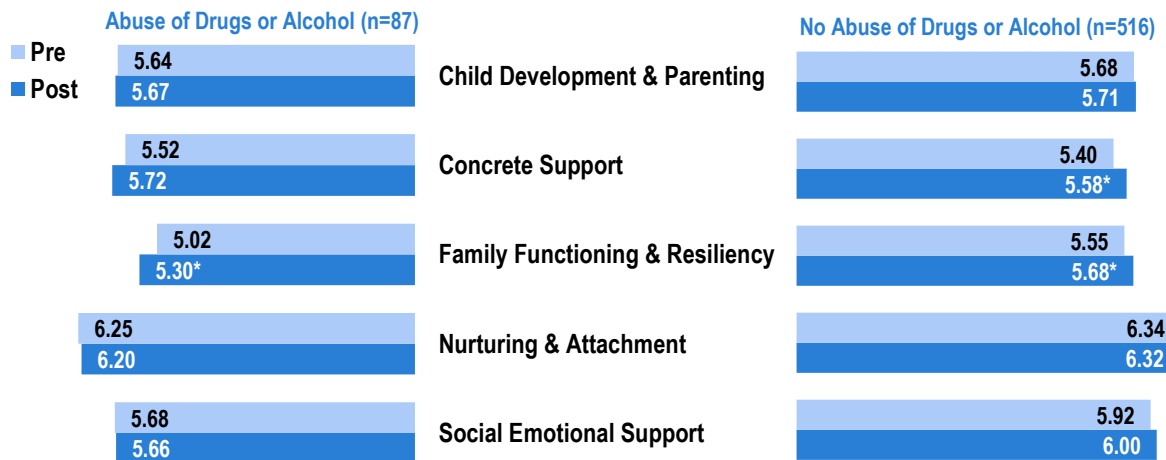 Abuse of Drugs or Alcohol (n=87)
No Abuse of Drugs or Alcohol (n=516)
Pre
Post
5.64
5.67
Child Development & Parenting
5.68
5.71
5.52
5.72
Concrete Support
5.40
5.58*
5.02
5.30*
Family Functioning & Resiliency
5.55
5.68*
6.25
6.20
Nurturing & Attachment
6.34
6.32
5.68
5.66
Social Emotional Support
5.92
6.00